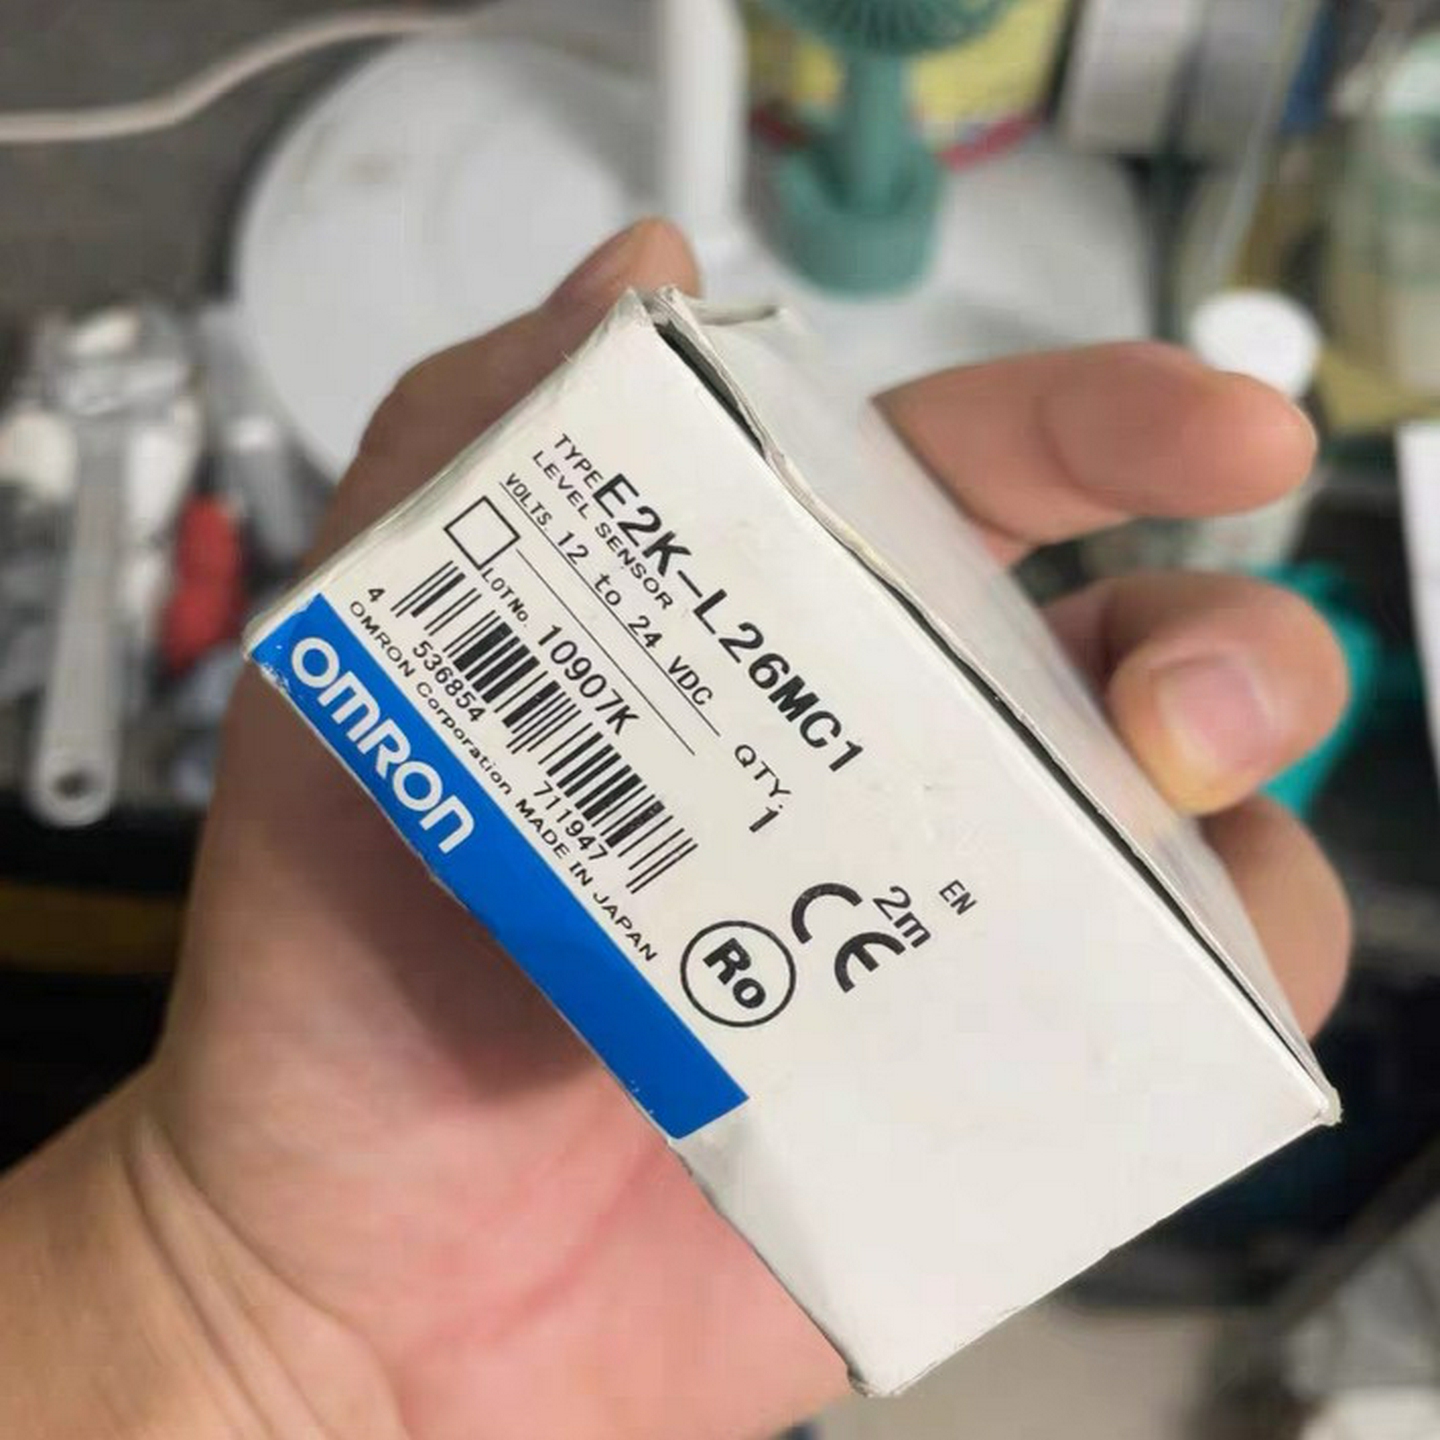 TYPE E2K-L26MC1
LEVEL SENSOR
VOLTS. 12 to 24 VDC
QTY. 1
LOT No. 10907K
4 536854 711947
OMRON Corporation MADE IN JAPAN
OMRON
Ro
CE
2m
EN